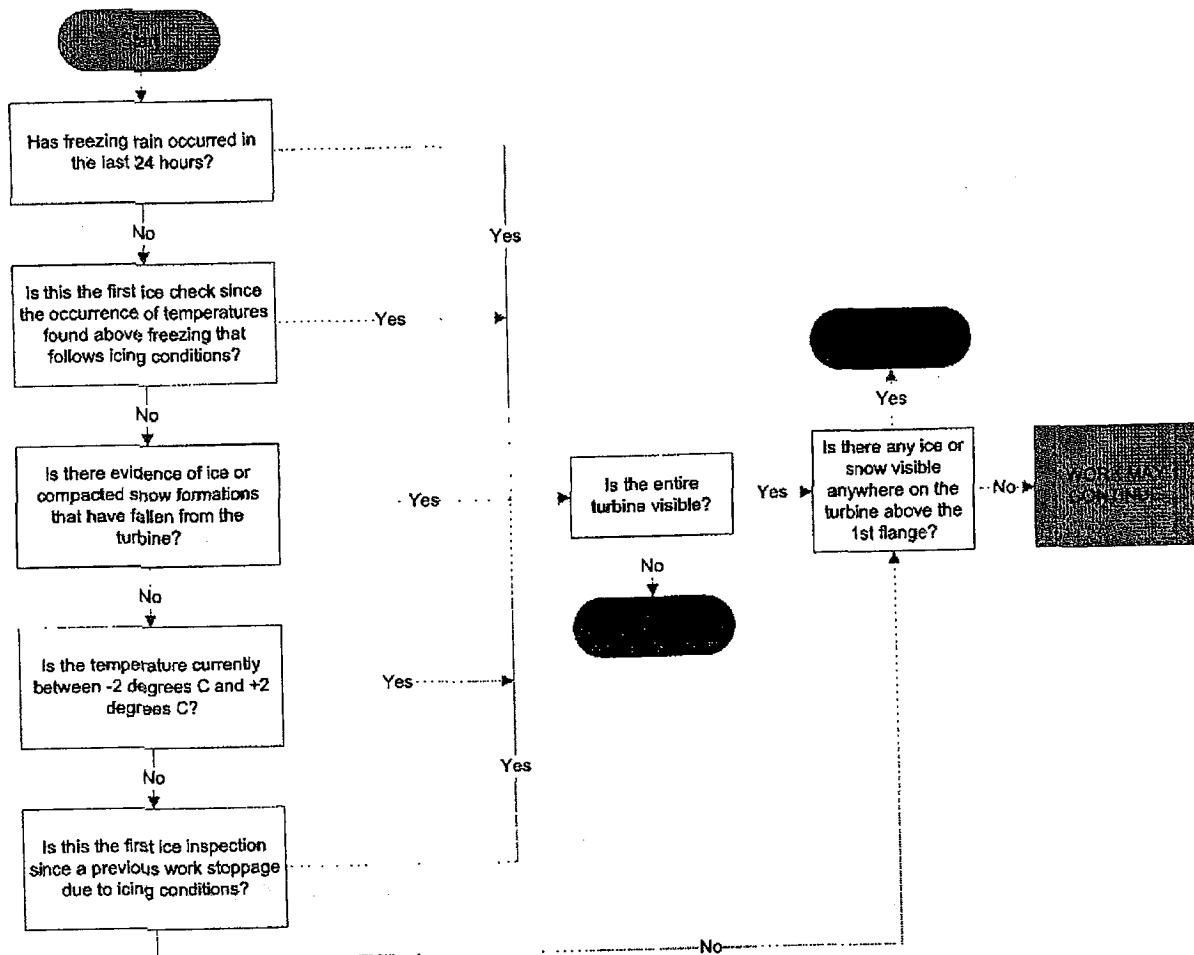 Has freezing rain occurred in
the last 24 hours?
Yes
No
Is this the first ice check since
the occurrence of temperatures
found above freezing that
follows icing conditions?
Yes
No
Is there evidence of ice or
compacted snow formations
that have fallen from the
turbine?
Yes
Is the entire
turbine visible?
Yes
Yes
Is there any ice or
snow visible
anywhere on the
turbine above the
1st flange?
No
WORK MAY
CONTINUE
No
No
Is the temperature currently
between -2 degrees C and +2
degrees C?
Yes
Yes
No
Is this the first ice inspection
since a previous work stoppage
due to icing conditions?
No